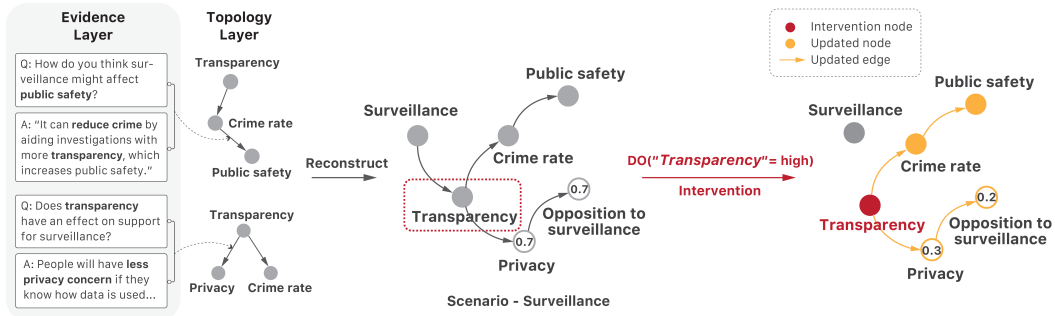 Evidence
Layer
Q: How do you think sur-
veillance might affect
public safety?
A: “It can reduce crime by
aiding investigations with
more transparency, which
increases public safety.”
Q: Does transparency
have an effect on support
for surveillance?
A: People will have less
privacy concern if they
know how data is used...
Topology
Layer
Transparency
Crime rate
Public safety
Transparency
Privacy
Crime rate
Reconstruct
Surveillance
Public safety
Crime rate
Transparency
0.7
Opposition to
surveillance
0.7
Privacy
Scenario - Surveillance
DO("Transparency"= high)
Intervention
Intervention node
Updated node
Updated edge
Surveillance
Public safety
Crime rate
Transparency
0.2
Opposition to
surveillance
0.3
Privacy